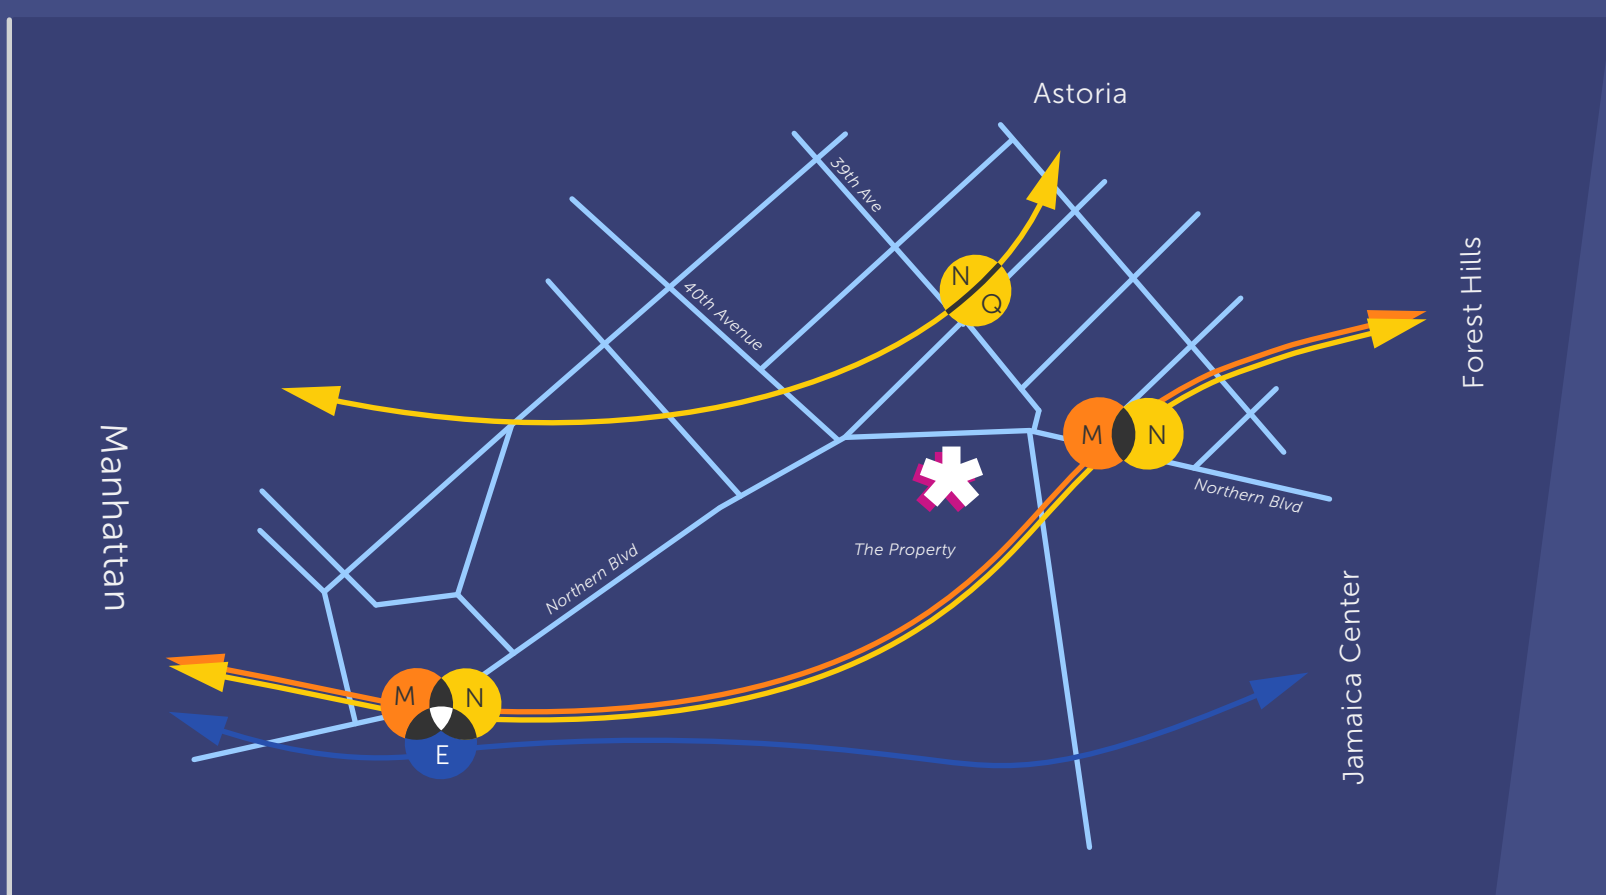 Astoria
39th Ave
40th Avenue
N
Q
Forest Hills
Manhattan
M
N
Northern Blvd
The Property
Northern Blvd
Jamaica Center
M
N
E